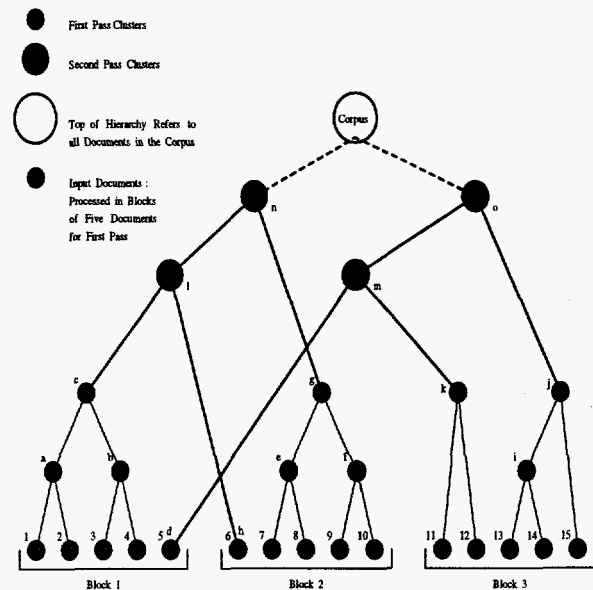 First Pass Clusters
Second Pass Clusters
Corpus
Top of Hierarchy Refers to
all Documents in the Corpus
Input Documents :
Processed in Blocks
of Five Documents
for First Pass
n
o
l
m
c
g
k
j
a
b
e
f
i
1 2 3 4 5 d 6 h 7 8 9 10 11 12 13 14 15
Block 1
Block 2
Block 3